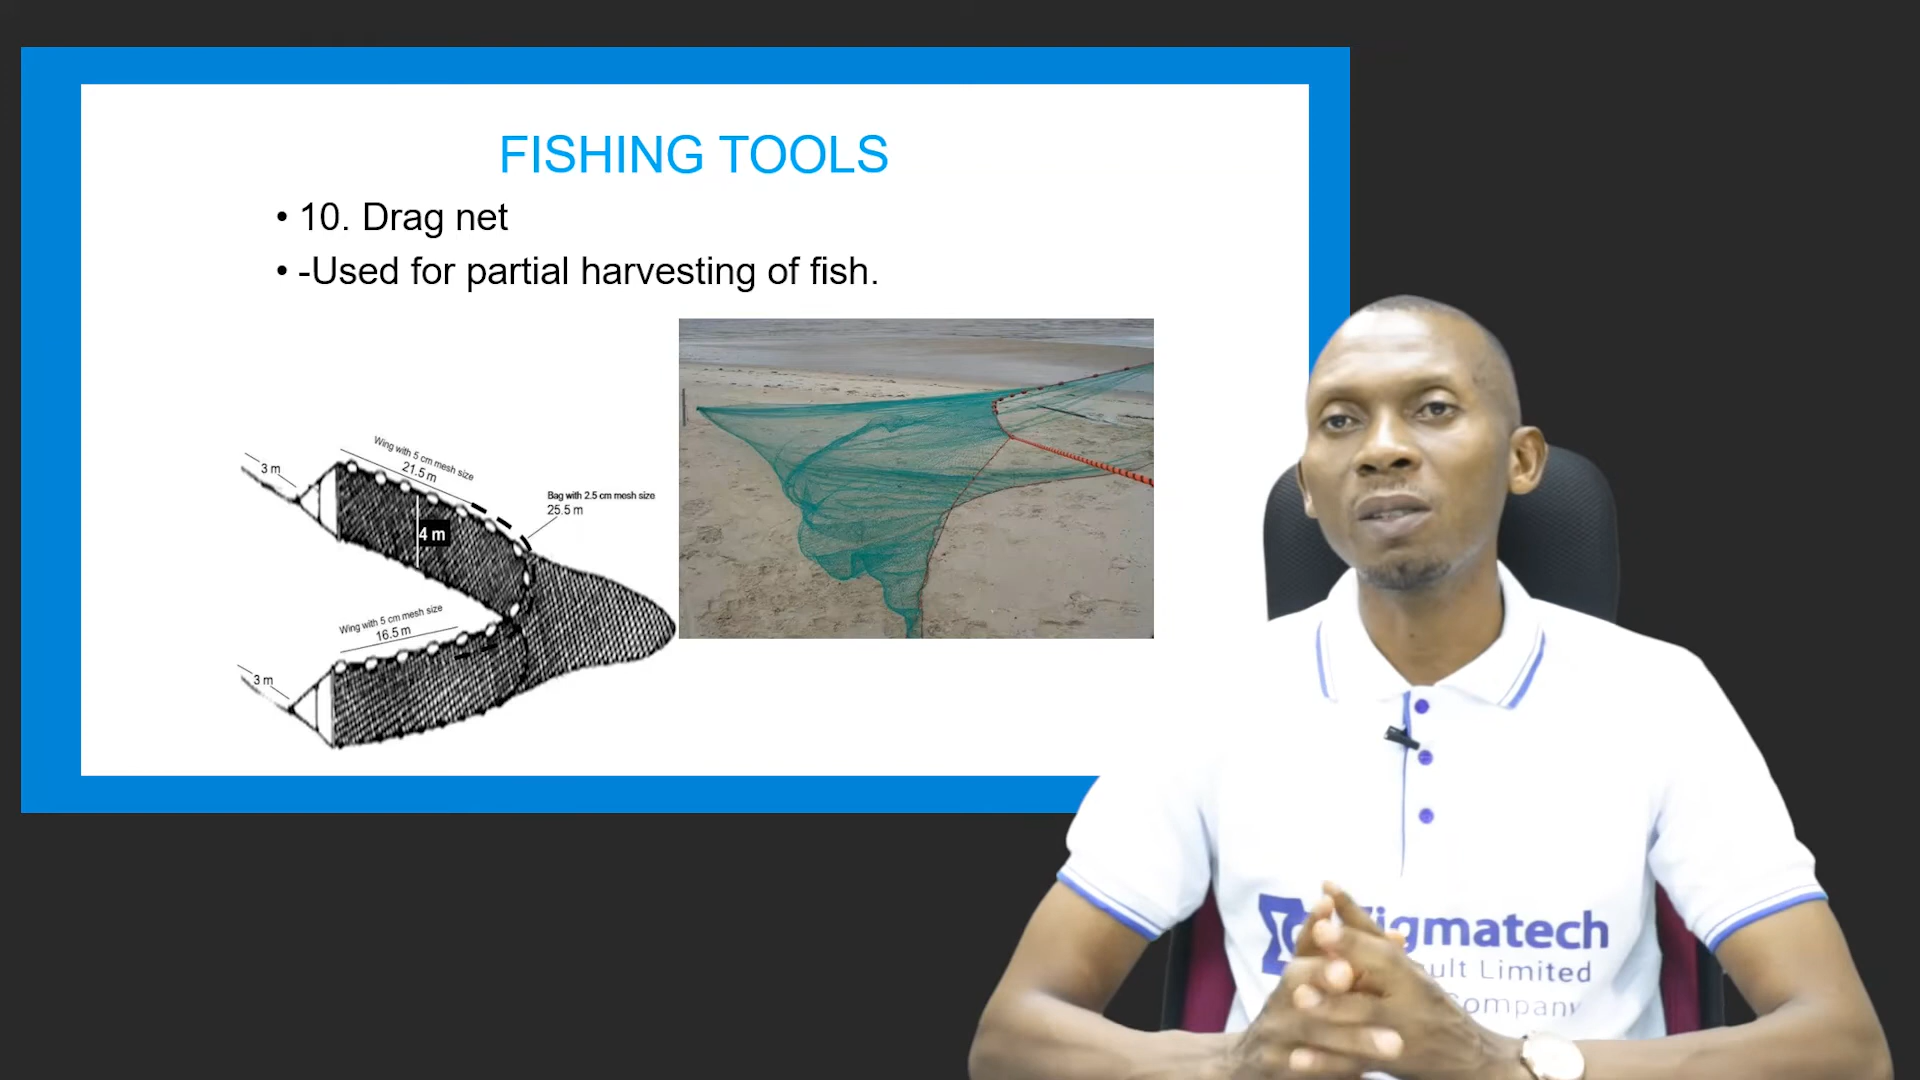 FISHING TOOLS
• 10. Drag net
• -Used for partial harvesting of fish.
Wing with 5 cm mesh size
21.5 m
3 m
Bag with 2.5 cm mesh size
25.5 m
4 m
Wing with 5 cm mesh size
16.5 m
3 m
igmatech
ult Limited
Company